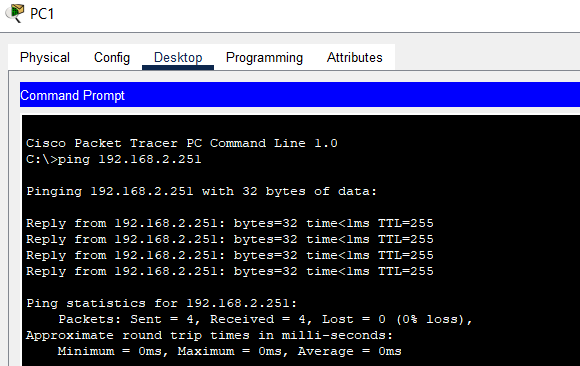 PC1
Physical Config Desktop Programming Attributes
Command Prompt
Cisco Packet Tracer PC Command Line 1.0
C:\>ping 192.168.2.251
Pinging 192.168.2.251 with 32 bytes of data:
Reply from 192.168.2.251: bytes=32 time<1ms TTL=255
Reply from 192.168.2.251: bytes=32 time<1ms TTL=255
Reply from 192.168.2.251: bytes=32 time<1ms TTL=255
Reply from 192.168.2.251: bytes=32 time<1ms TTL=255
Ping statistics for 192.168.2.251:
Packets: Sent = 4, Received = 4, Lost = 0 (0% loss),
Approximate round trip times in milli-seconds:
Minimum = 0ms, Maximum = 0ms, Average = 0ms